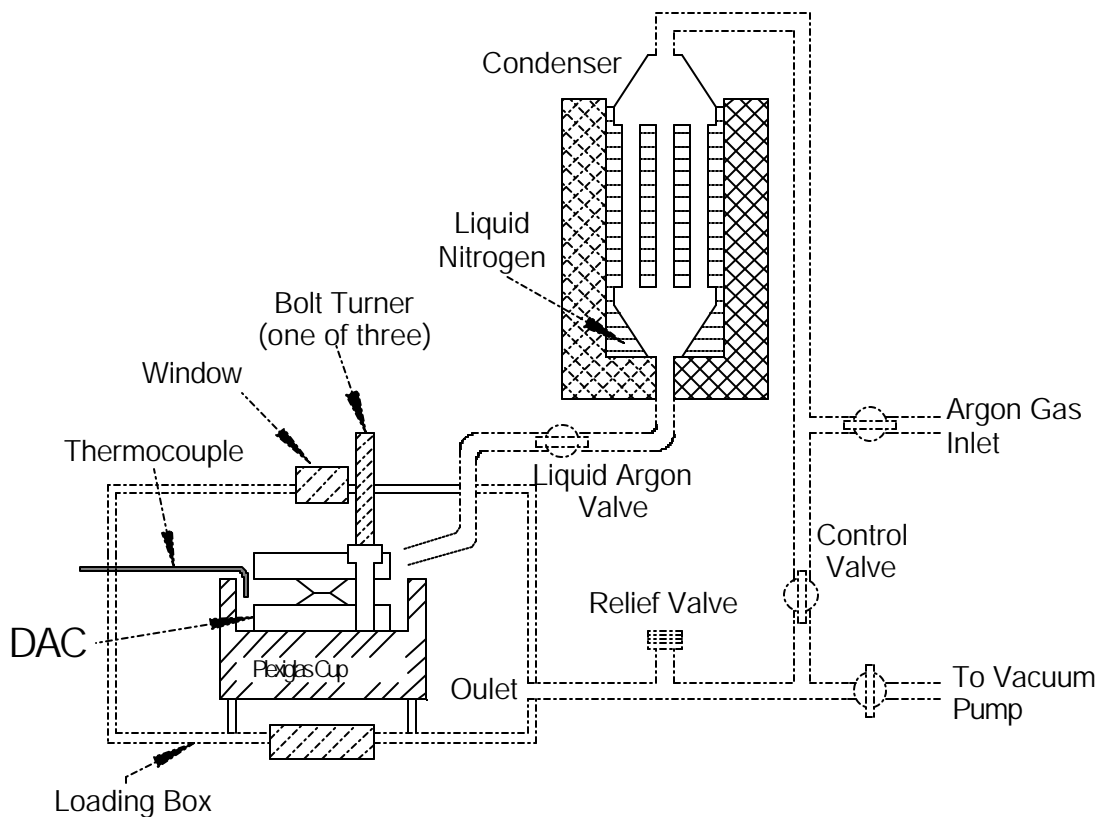 Condenser
Liquid
Nitrogen
Bolt Turner
(one of three)
Window
Thermocouple
Argon Gas
Inlet
Liquid Argon
Valve
Control
Valve
Relief Valve
DAC
Plexiglas Cup
Oulet
To Vacuum
Pump
Loading Box